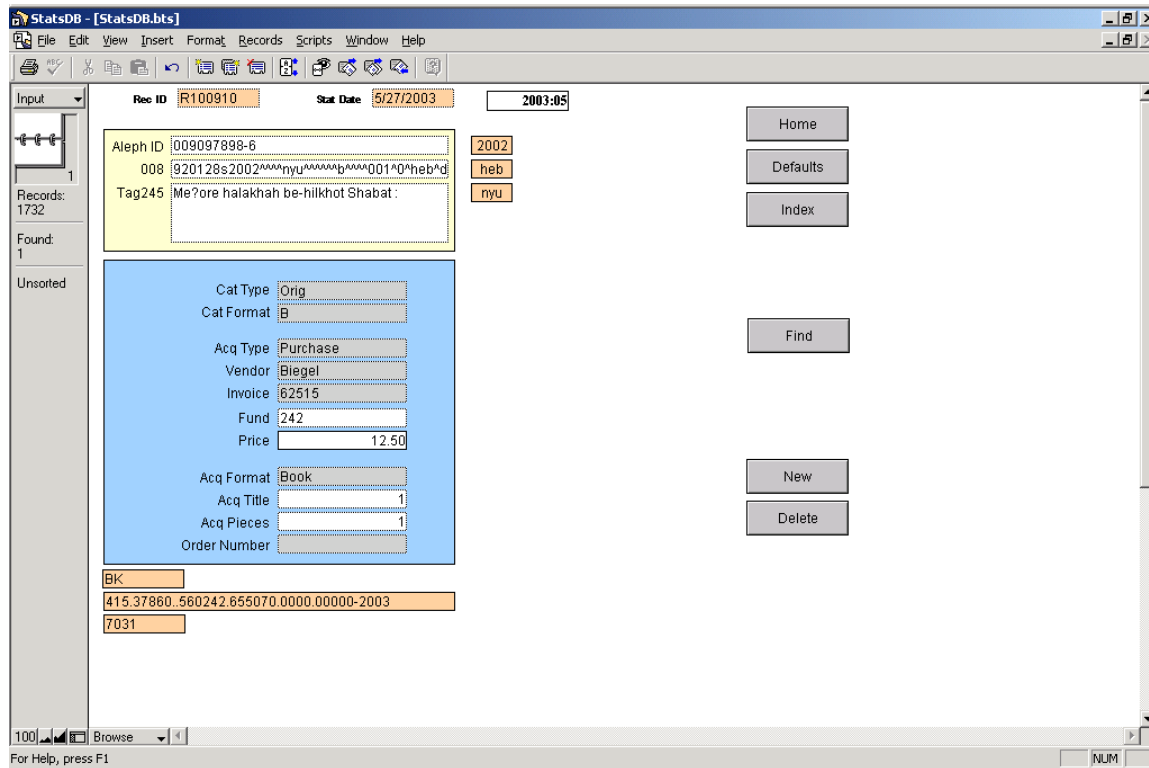 StatsDB - [StatsDB.bts]
File Edit View Insert Format Records Scripts Window Help
ABC
Input
1
Records:
1732
Found:
1
Unsorted
Rec ID R100910 Stat Date 5/27/2003 2003:05
Aleph ID 009097898-6 2002
008 920128s2002^^^^nyu^^^^^^b^^^^001^0^heb^d heb
Tag245 Me?ore halakhah be-hilkhot Shabat : nyu
Cat Type Orig
Cat Format B
Acq Type Purchase
Vendor Biegel
Invoice 62515
Fund 242
Price 12.50
Acq Format Book
Acq Title 1
Acq Pieces 1
Order Number
BK
415.37860..560242.655070.0000.00000-2003
7031
Home
Defaults
Index
Find
New
Delete
100 Browse
For Help, press F1 NUM